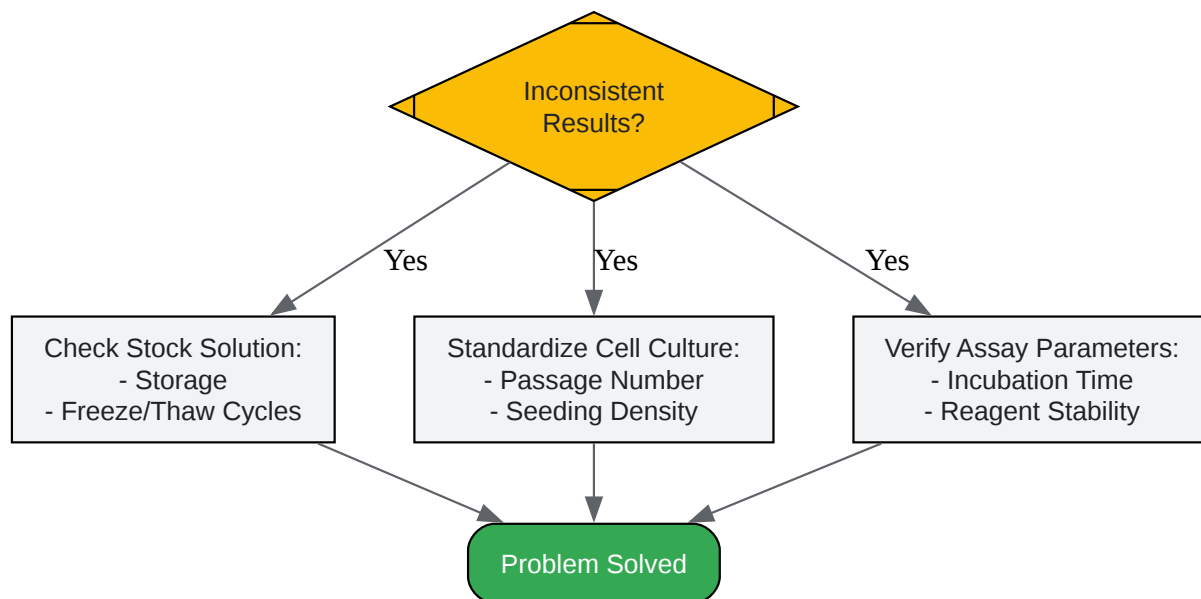 Inconsistent
Results?
Yes
Yes
Yes
Check Stock Solution:
- Storage
- Freeze/Thaw Cycles
Standardize Cell Culture:
- Passage Number
- Seeding Density
Verify Assay Parameters:
- Incubation Time
- Reagent Stability
Problem Solved